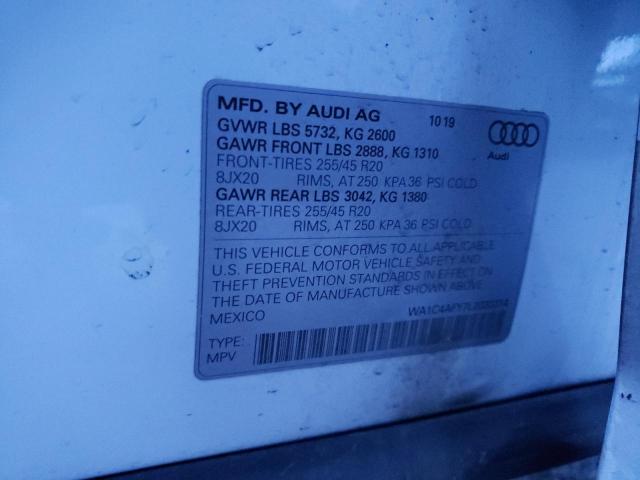 MFD. BY AUDI AG 10 19
GVWR LBS 5732, KG 2600
GAWR FRONT LBS 2888, KG 1310
FRONT-TIRES 255/45 R20
8JX20 RIMS, AT 250 KPA 36 PSI COLD
GAWR REAR LBS 3042, KG 1380
REAR-TIRES 255/45 R20
8JX20 RIMS, AT 250 KPA 36 PSI COLD
Audi
THIS VEHICLE CONFORMS TO ALL APPLICABLE
U.S. FEDERAL MOTOR VEHICLE SAFETY AND
THEFT PREVENTION STANDARDS IN EFFECT ON
THE DATE OF MANUFACTURE SHOWN ABOVE.
MEXICO
TYPE:
MPV